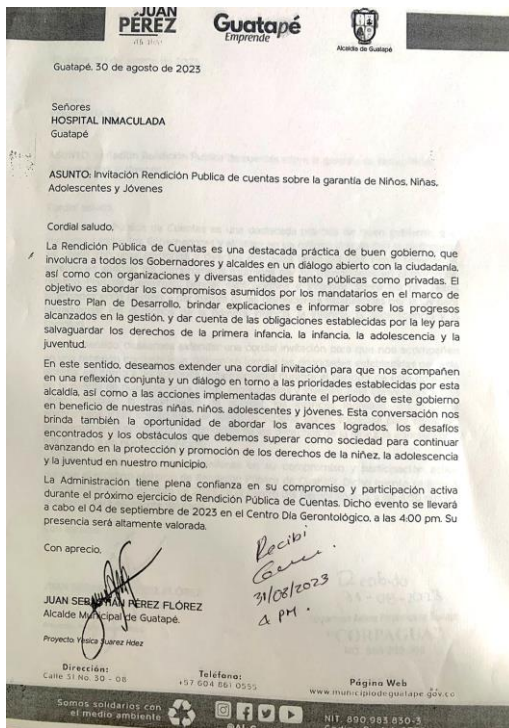 JUAN
PÉREZ
Guatapé
Emprende
Alcaldía de Guatapé
Guatapé, 30 de agosto de 2023
Señores
HOSPITAL INMACULADA
Guatapé
ASUNTO: Invitación Rendición Publica de cuentas sobre la garantía de Niños, Niñas,
Adolescentes y Jóvenes
Cordial saludo,
La Rendición Pública de Cuentas es una destacada práctica de buen gobierno, que
involucra a todos los Gobernadores y alcaldes en un diálogo abierto con la ciudadanía,
así como con organizaciones y diversas entidades tanto públicas como privadas. El
objetivo es abordar los compromisos asumidos por los mandatarios en el marco de
nuestro Plan de Desarrollo, brindar explicaciones e informar sobre los progresos
alcanzados en la gestión, y dar cuenta de las obligaciones establecidas por la ley para
salvaguardar los derechos de la primera infancia, la infancia, la adolescencia y la
juventud.
En este sentido, deseamos extender una cordial invitación para que nos acompañen
en una reflexión conjunta y un diálogo en torno a las prioridades establecidas por esta
alcaldía, así como a las acciones implementadas durante el período de este gobierno
en beneficio de nuestras niñas, niños, adolescentes y jóvenes. Esta conversación nos
brinda también la oportunidad de abordar los avances logrados, los desafíos
encontrados y los obstáculos que debemos superar como sociedad para continuar
avanzando en la protección y promoción de los derechos de la niñez, la adolescencia
y la juventud en nuestro municipio.
La Administración tiene plena confianza en su compromiso y participación activa
durante el próximo ejercicio de Rendición Pública de Cuentas. Dicho evento se llevará
a cabo el 04 de septiembre de 2023 en el Centro Día Gerontológico, a las 4:00 pm. Su
presencia será altamente valorada.
Con aprecio,
Recibi
31/08/2023
4 PM.
JUAN SEBASTIAN PÉREZ FLÓREZ
Alcalde Municipal de Guatapé.
Proyecto: Yesica Suarez Hdez
Dirección:
Calle 31 No. 30 - 08
Teléfono:
+57 604 861 0555
Página Web
www.municipiodeguatape.gov.co
Somos solidarios con
el medio ambiente
NIT. 890.983.830-3